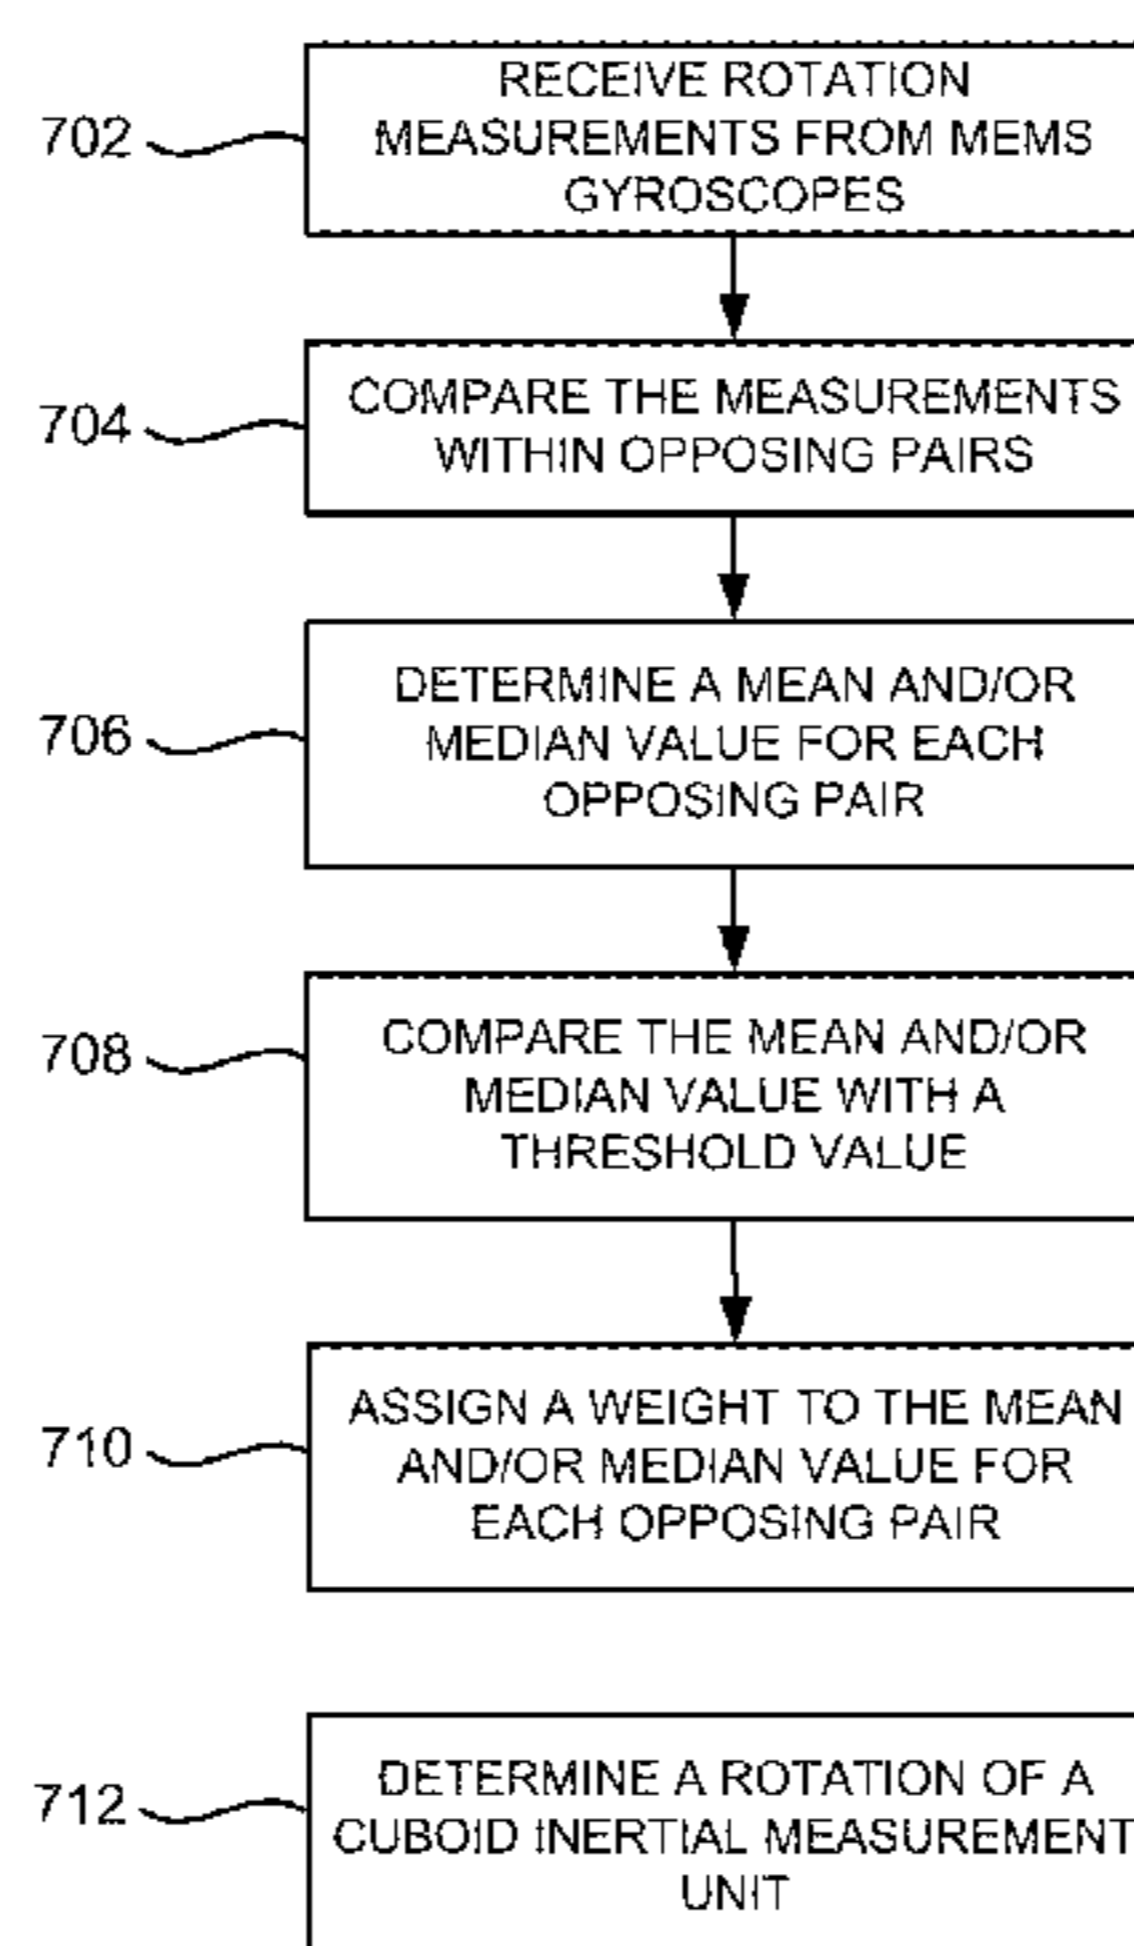 702
RECEIVE ROTATION
MEASUREMENTS FROM MEMS
GYROSCOPES
704
COMPARE THE MEASUREMENTS
WITHIN OPPOSING PAIRS
706
DETERMINE A MEAN AND/OR
MEDIAN VALUE FOR EACH
OPPOSING PAIR
708
COMPARE THE MEAN AND/OR
MEDIAN VALUE WITH A
THRESHOLD VALUE
710
ASSIGN A WEIGHT TO THE MEAN
AND/OR MEDIAN VALUE FOR
EACH OPPOSING PAIR
712
DETERMINE A ROTATION OF A
CUBOID INERTIAL MEASUREMENT
UNIT